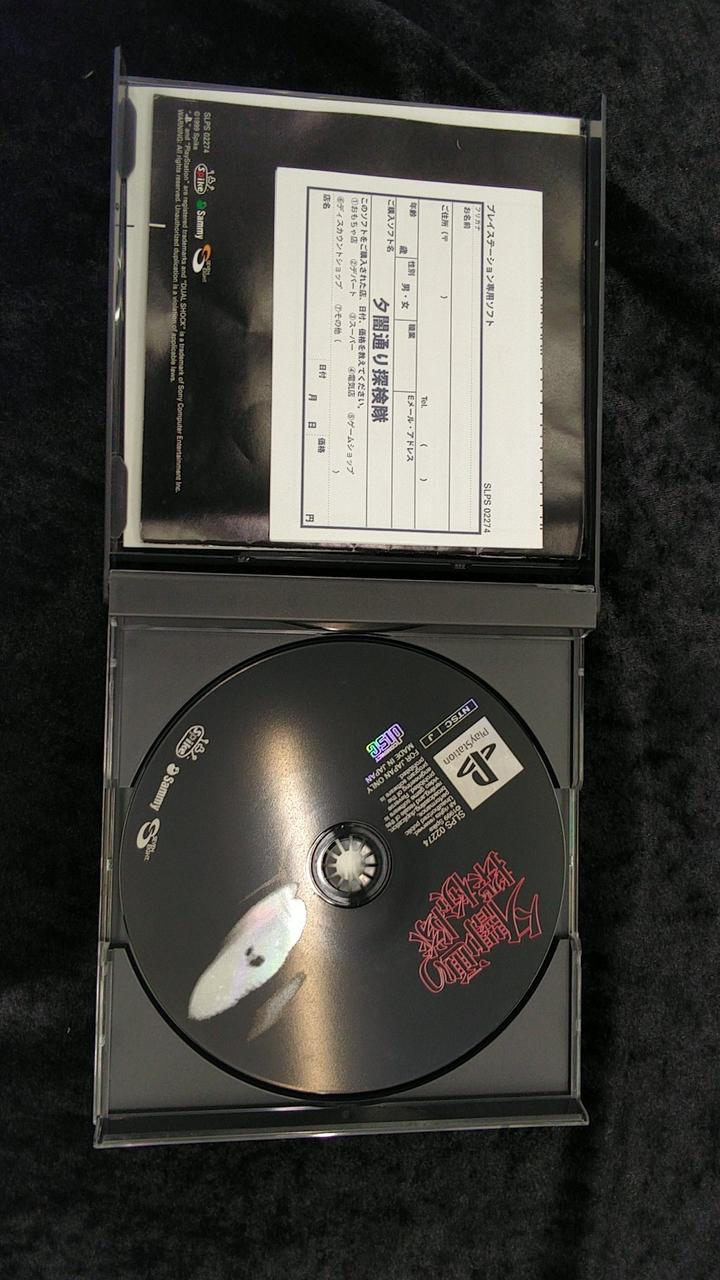 プレイステーション専用ソフト
SLPS 02274
フリガナ
お名前
ご住所(〒 )
Tel. ( )
年齢 歳 性別 男・女 職業 Eメール・アドレス
ご購入ソフト名
夕闇通り探検隊
このソフトをご購入された店、日付、価格を教えてください。
①おもちゃ店 ②デパート ③スーパー ④電気店 ⑤ゲームショップ
⑥ディスカウントショップ ⑦その他( )
店名 日付 月 日 価格 円
SLPS 02274
©1999 Spike
Spike Sammy
"PS" and "PlayStation" are registered trademarks and "DUAL SHOCK" is a trademark of Sony Computer Entertainment Inc.
WARNING: All rights reserved. Unauthorized duplication is a violation of applicable laws.
PlayStation
NTSC J
disc
FOR JAPAN ONLY
MADE IN JAPAN
SLPS 02274
©1999 Spike
夕闇通り
探検隊
Spike
Sammy